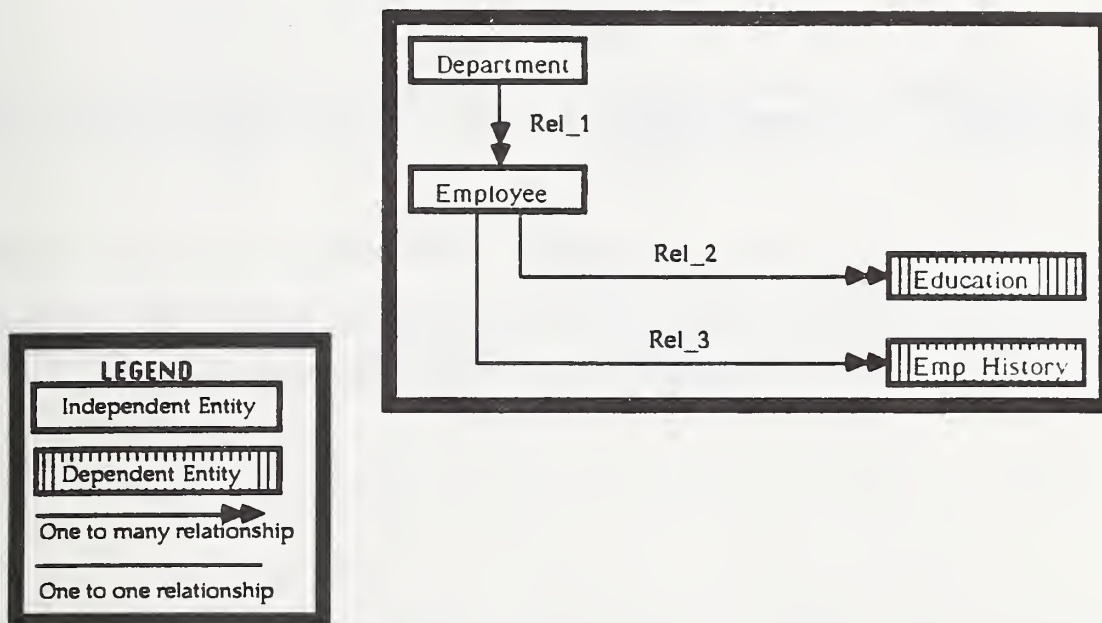 Department
Rel_1
Employee
Rel_2
Education
Rel_3
Emp History
LEGEND
Independent Entity
Dependent Entity
One to many relationship
One to one relationship